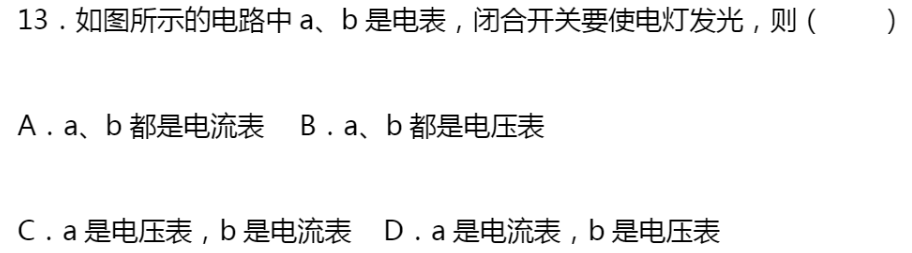 13．如图所示的电路中 a、b 是电表，闭合开关要使电灯发光，则（　　）
A．a、b 都是电流表　B．a、b 都是电压表
C．a 是电压表，b 是电流表　D．a 是电流表，b 是电压表